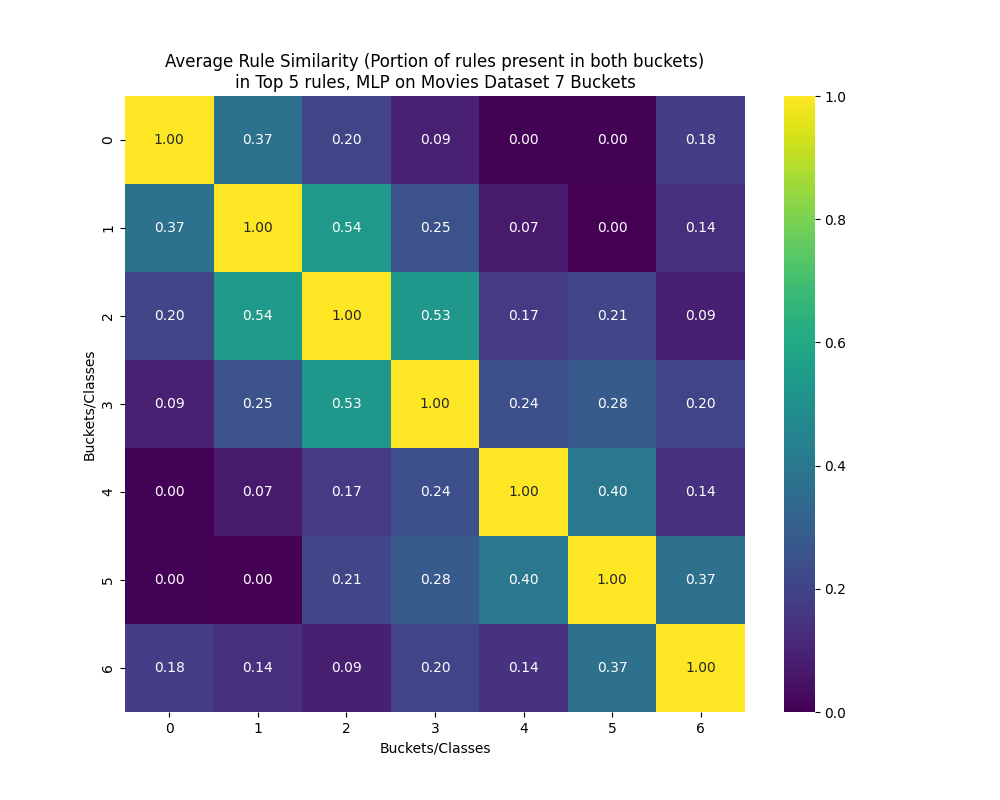 Average Rule Similarity (Portion of rules present in both buckets)
in Top 5 rules, MLP on Movies Dataset 7 Buckets
0 1.00 0.37 0.20 0.09 0.00 0.00 0.18
1 0.37 1.00 0.54 0.25 0.07 0.00 0.14
2 0.20 0.54 1.00 0.53 0.17 0.21 0.09
3 0.09 0.25 0.53 1.00 0.24 0.28 0.20
4 0.00 0.07 0.17 0.24 1.00 0.40 0.14
5 0.00 0.00 0.21 0.28 0.40 1.00 0.37
6 0.18 0.14 0.09 0.20 0.14 0.37 1.00
0 1 2 3 4 5 6
Buckets/Classes
Buckets/Classes
1.0
0.8
0.6
0.4
0.2
0.0